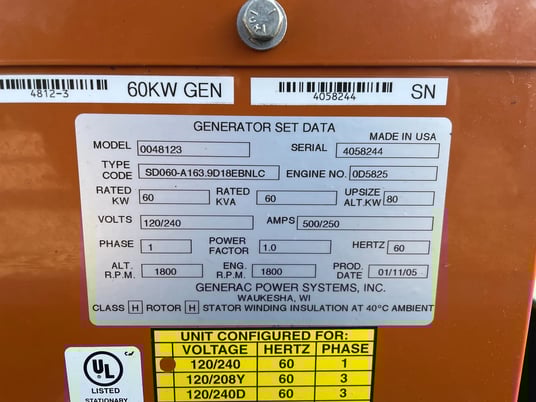 4812-3 60KW GEN 4058244 SN
GENERATOR SET DATA
MADE IN USA
MODEL 0048123 SERIAL 4058244
TYPE CODE SD060-A163.9D18EBNLC ENGINE NO. 0D5825
RATED KW 60 RATED KVA 60 UPSIZE ALT.KW 80
VOLTS 120/240 AMPS 500/250
PHASE 1 POWER FACTOR 1.0 HERTZ 60
ALT. R.P.M. 1800 ENG. R.P.M. 1800 PROD. DATE 01/11/05
GENERAC POWER SYSTEMS, INC.
WAUKESHA, WI
CLASS H ROTOR H STATOR WINDING INSULATION AT 40°C AMBIENT
UNIT CONFIGURED FOR:
VOLTAGE HERTZ PHASE
120/240 60 1
120/208Y 60 3
120/240D 60 3
UL
LISTED
STATIONARY